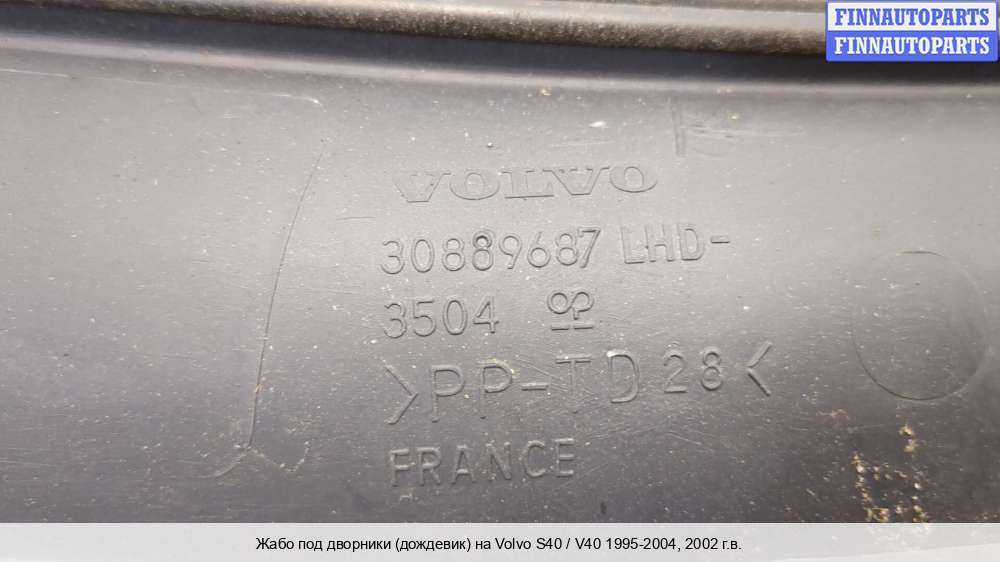 FINNAUTOPARTS
FINNAUTOPARTS
VOLVO
30889687 LHD-
3504
>PP-TD 28<
FRANCE
Жабо под дворники (дождевик) на Volvo S40 / V40 1995-2004, 2002 г.в.